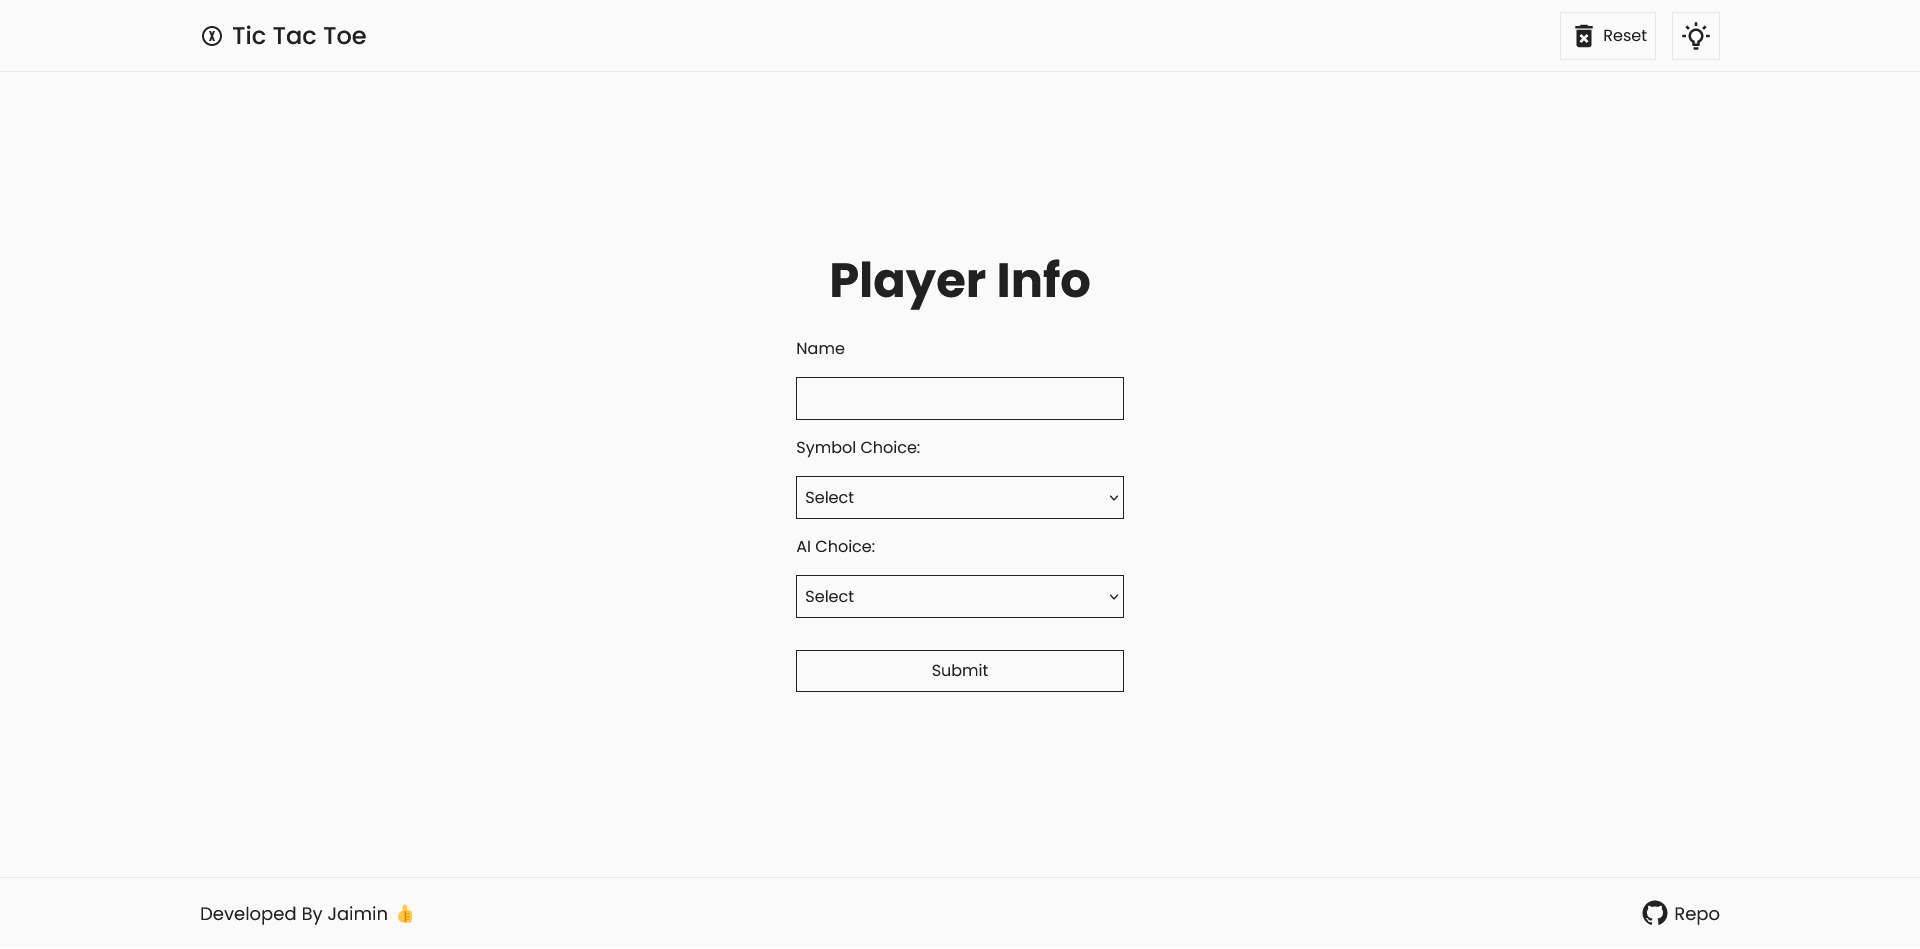 Tic Tac Toe
Reset
Player Info
Name
Symbol Choice:
Select
AI Choice:
Select
Submit
Developed By Jaimin 👍
Repo